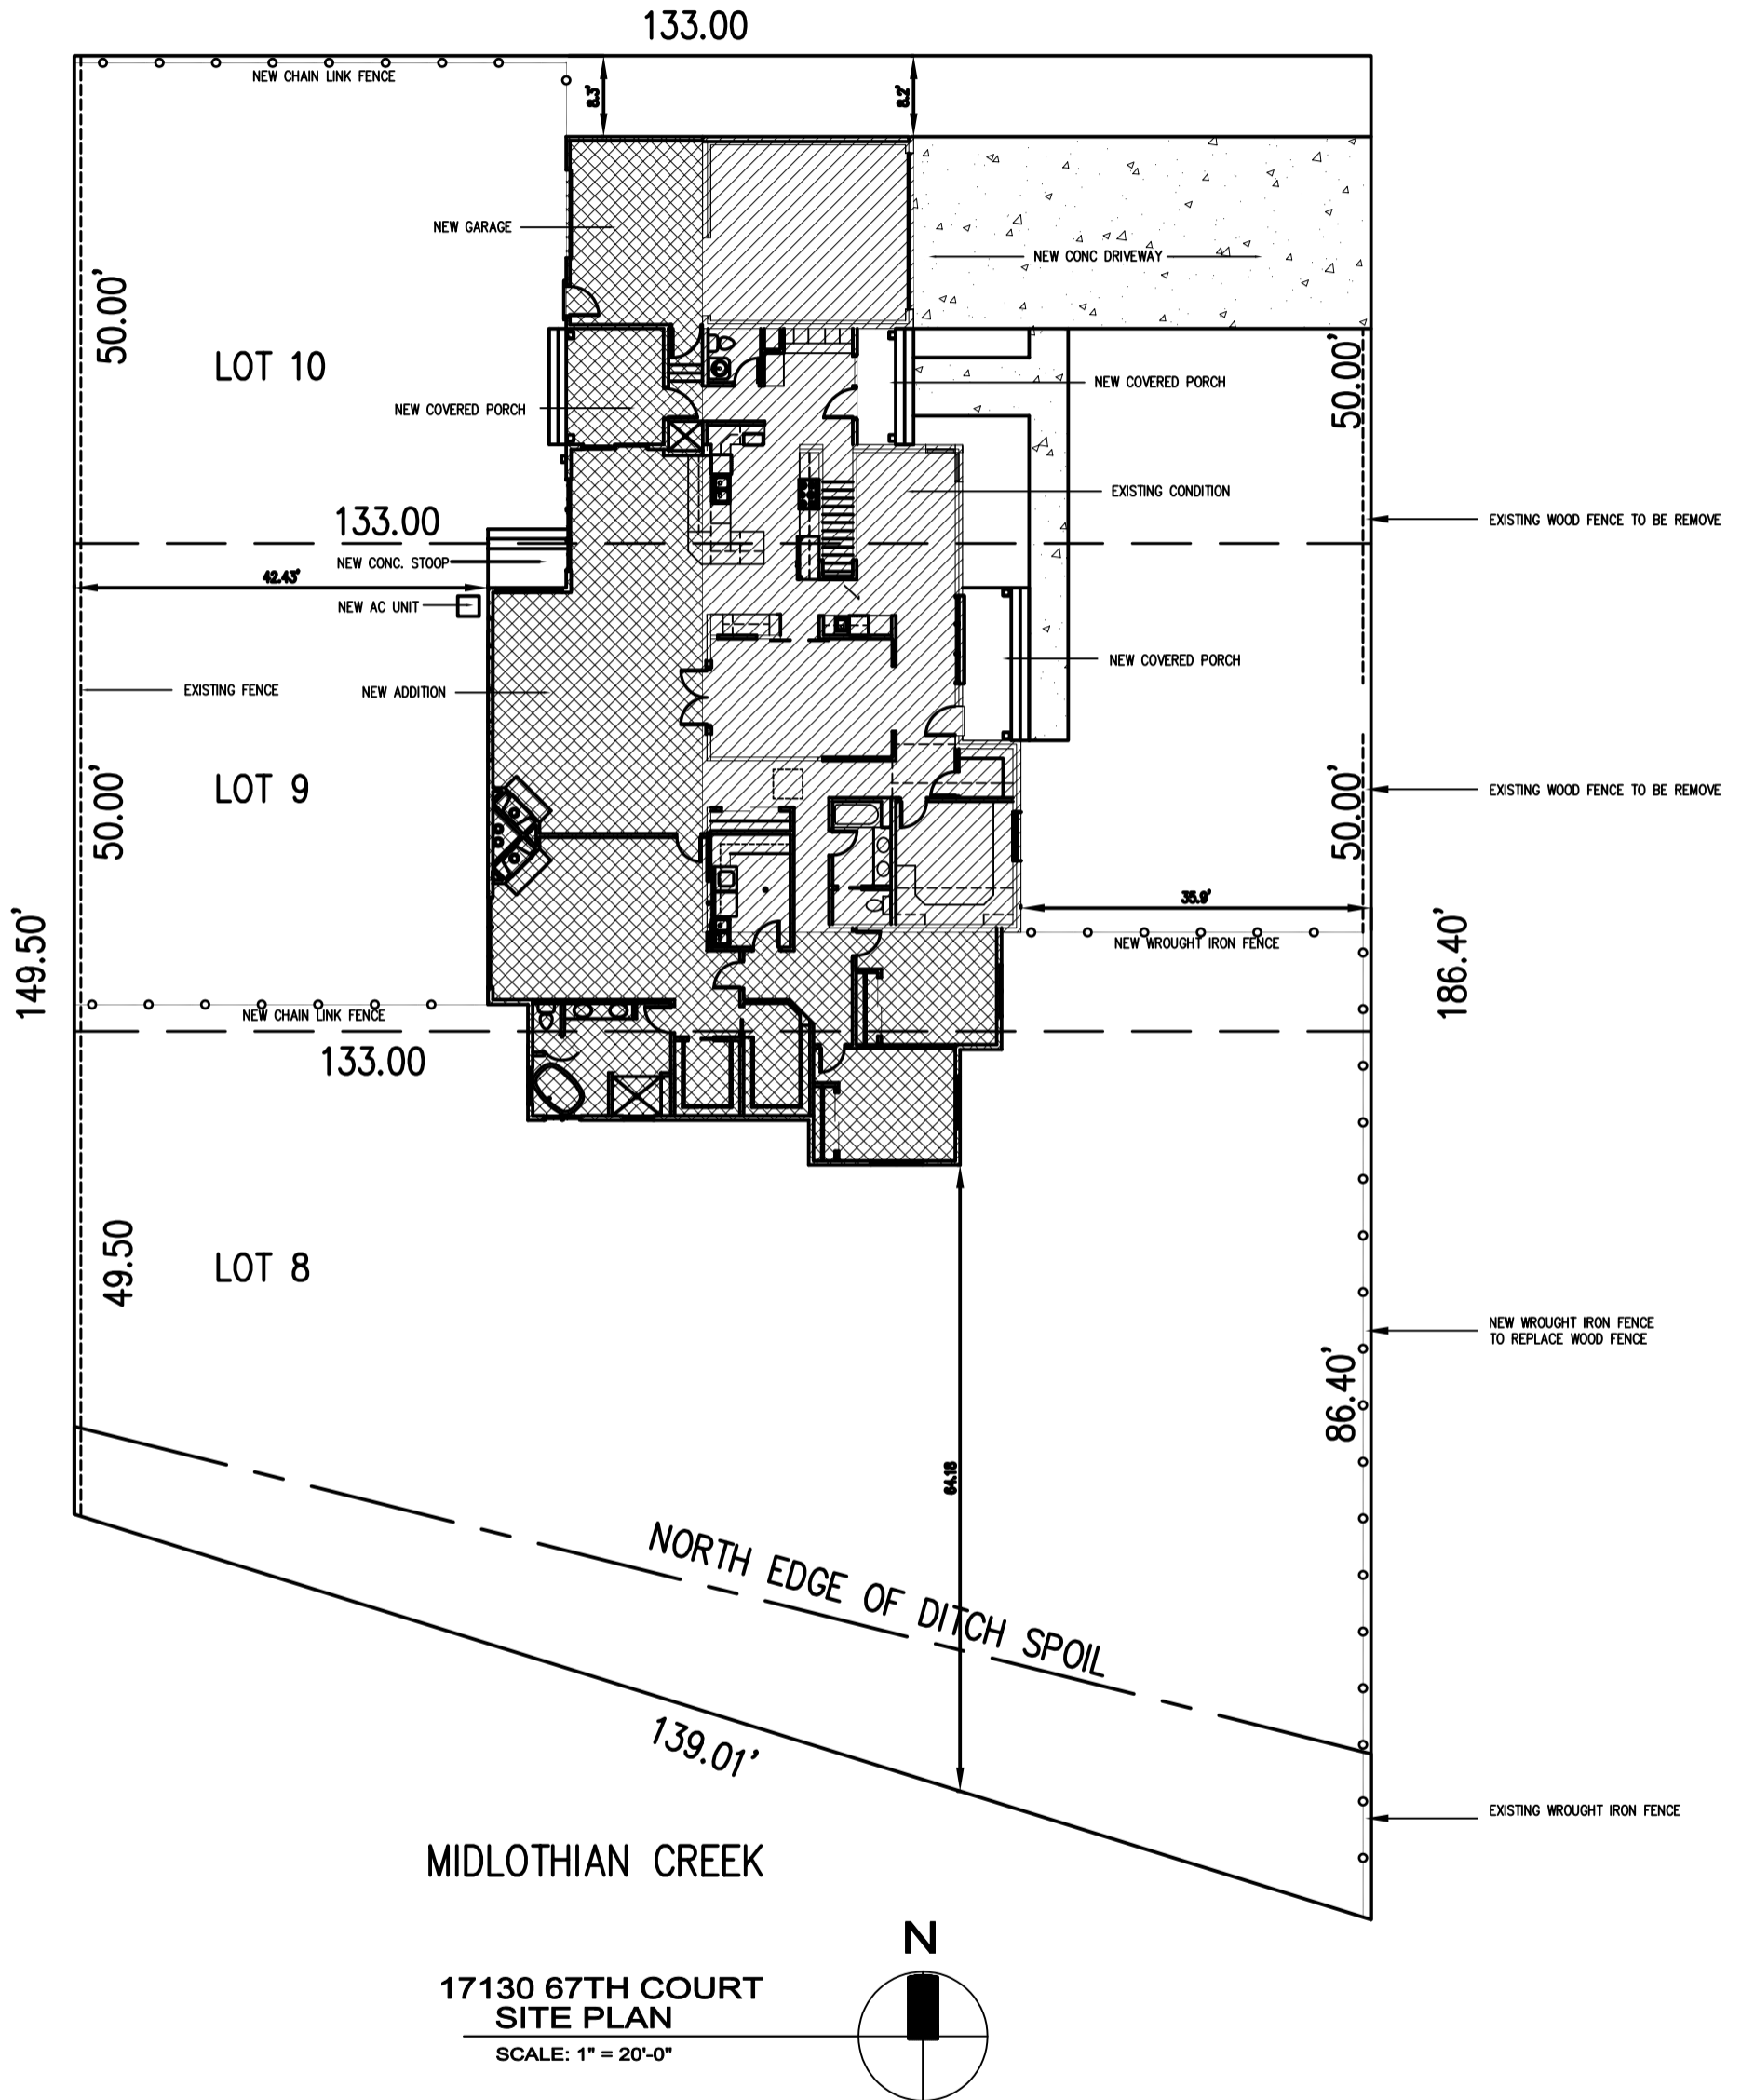 133.00
NEW CHAIN LINK FENCE
8.3'
8.2'
NEW GARAGE
NEW CONC DRIVEWAY
50.00'
LOT 10
50.00'
NEW COVERED PORCH
NEW COVERED PORCH
EXISTING CONDITION
133.00
EXISTING WOOD FENCE TO BE REMOVE
NEW CONC. STOOP
42.43'
NEW AC UNIT
NEW COVERED PORCH
EXISTING FENCE
NEW ADDITION
50.00'
LOT 9
50.00'
EXISTING WOOD FENCE TO BE REMOVE
35.9'
149.50'
NEW WROUGHT IRON FENCE
186.40'
NEW CHAIN LINK FENCE
133.00
49.50
LOT 8
NEW WROUGHT IRON FENCE
TO REPLACE WOOD FENCE
86.40'
64.18
NORTH EDGE OF DITCH SPOIL
139.01'
EXISTING WROUGHT IRON FENCE
MIDLOTHIAN CREEK
N
17130 67TH COURT
SITE PLAN
SCALE: 1" = 20'-0"